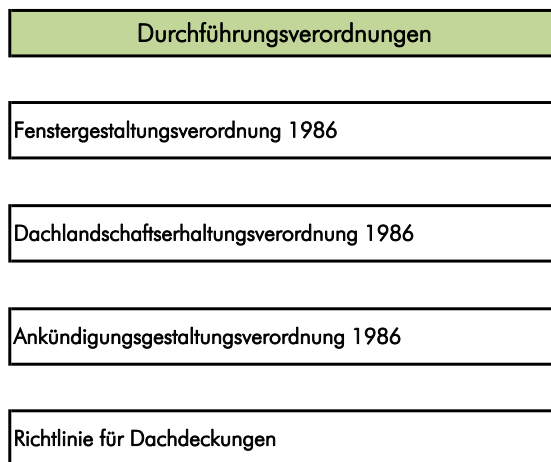 Durchführungsverordnungen
Fenstergestaltungsverordnung 1986
Dachlandschaftserhaltungsverordnung 1986
Ankündigungsgestaltungsverordnung 1986
Richtlinie für Dachdeckungen